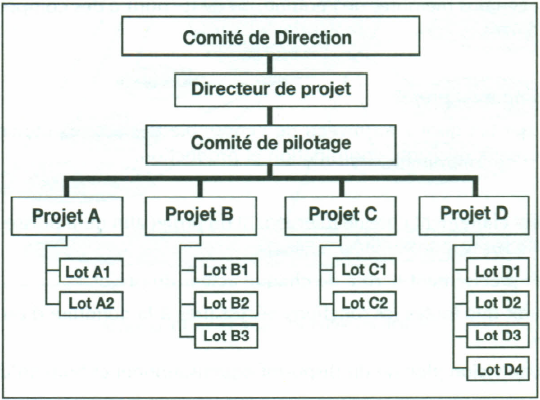 Comité de Direction
Directeur de projet
Comité de pilotage
Projet A
Projet B
Projet C
Projet D
Lot A1
Lot A2
Lot B1
Lot B2
Lot B3
Lot C1
Lot C2
Lot D1
Lot D2
Lot D3
Lot D4